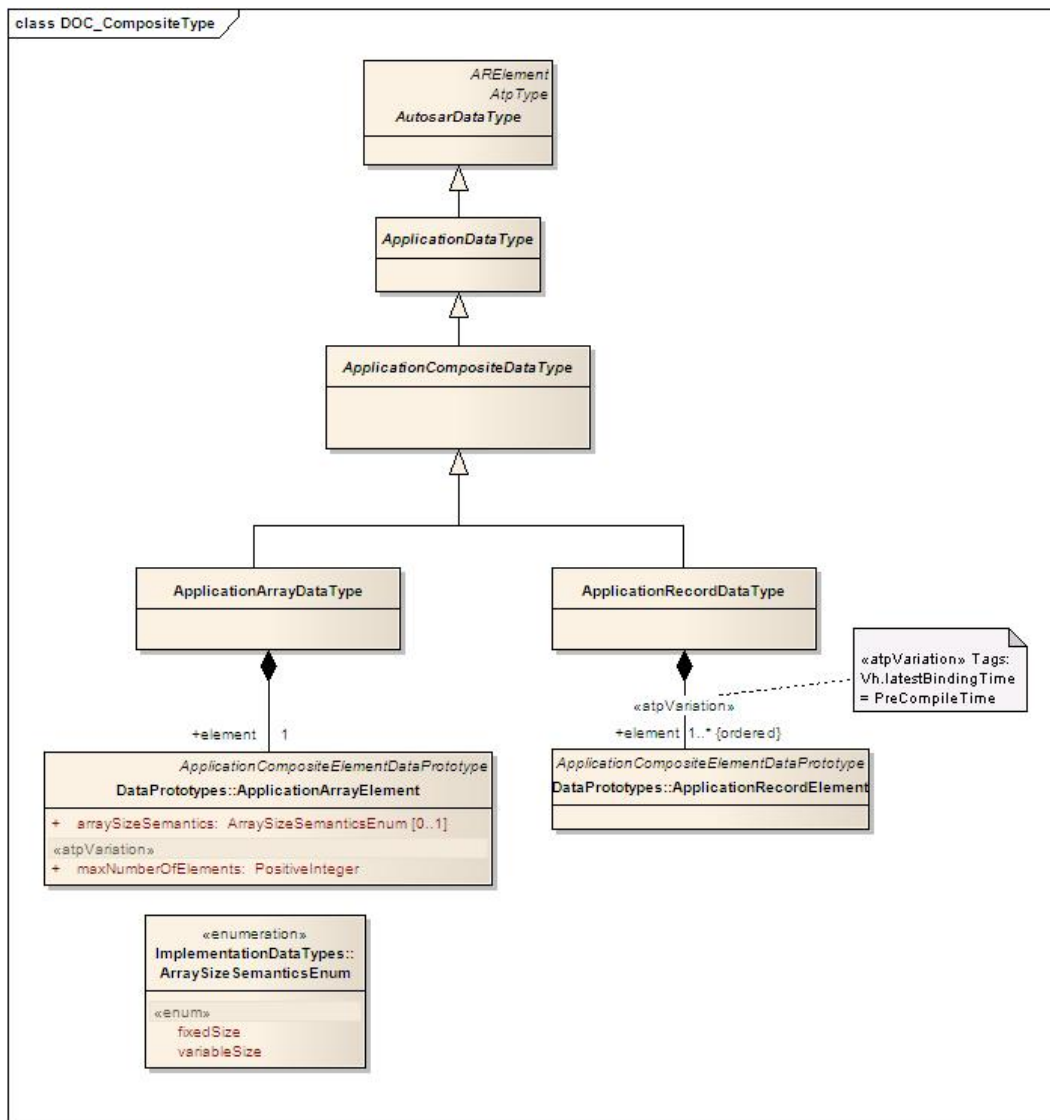 class DOC_CompositeType
ARElement
AtpType
AutosarDataType
ApplicationDataType
ApplicationCompositeDataType
ApplicationArrayDataType
ApplicationRecordDataType
«atpVariation» Tags:
Vh.latestBindingTime
= PreCompileTime
«atpVariation»
+element 1
+element 1..* {ordered}
ApplicationCompositeElementDataPrototype
DataPrototypes::ApplicationArrayElement
+ arraySizeSemantics: ArraySizeSemanticsEnum [0..1]
«atpVariation»
+ maxNumberOfElements: PositiveInteger
ApplicationCompositeElementDataPrototype
DataPrototypes::ApplicationRecordElement
«enumeration»
ImplementationDataTypes::
ArraySizeSemanticsEnum
«enum»
fixedSize
variableSize